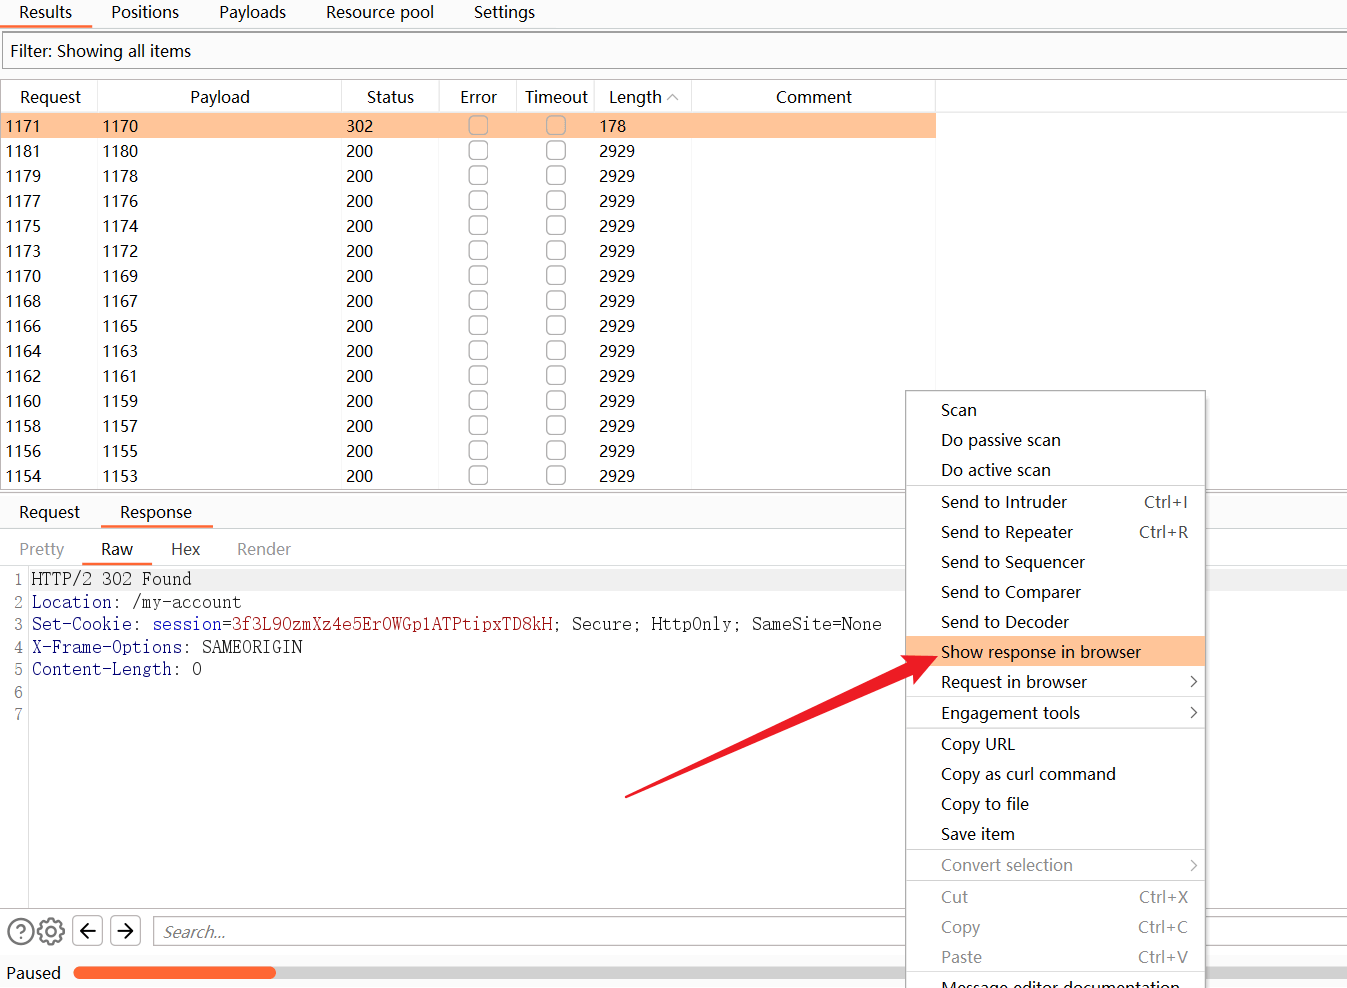 Results Positions Payloads Resource pool Settings
Filter: Showing all items
Request Payload Status Error Timeout Length Comment
1171 1170 302 178
1181 1180 200 2929
1179 1178 200 2929
1177 1176 200 2929
1175 1174 200 2929
1173 1172 200 2929
1170 1169 200 2929
1168 1167 200 2929
1166 1165 200 2929
1164 1163 200 2929
1162 1161 200 2929
1160 1159 200 2929
1158 1157 200 2929
1156 1155 200 2929
1154 1153 200 2929
Request Response
Pretty Raw Hex Render
1 HTTP/2 302 Found
2 Location: /my-account
3 Set-Cookie: session=3f3L9OzmXz4e5ErOWGp1ATPtipxTD8kH; Secure; HttpOnly; SameSite=None
4 X-Frame-Options: SAMEORIGIN
5 Content-Length: 0
6
7
Scan
Do passive scan
Do active scan
Send to Intruder Ctrl+I
Send to Repeater Ctrl+R
Send to Sequencer
Send to Comparer
Send to Decoder
Show response in browser
Request in browser
Engagement tools
Copy URL
Copy as curl command
Copy to file
Save item
Convert selection
Cut Ctrl+X
Copy Ctrl+C
Paste Ctrl+V
Message editor documentation
Search...
Paused